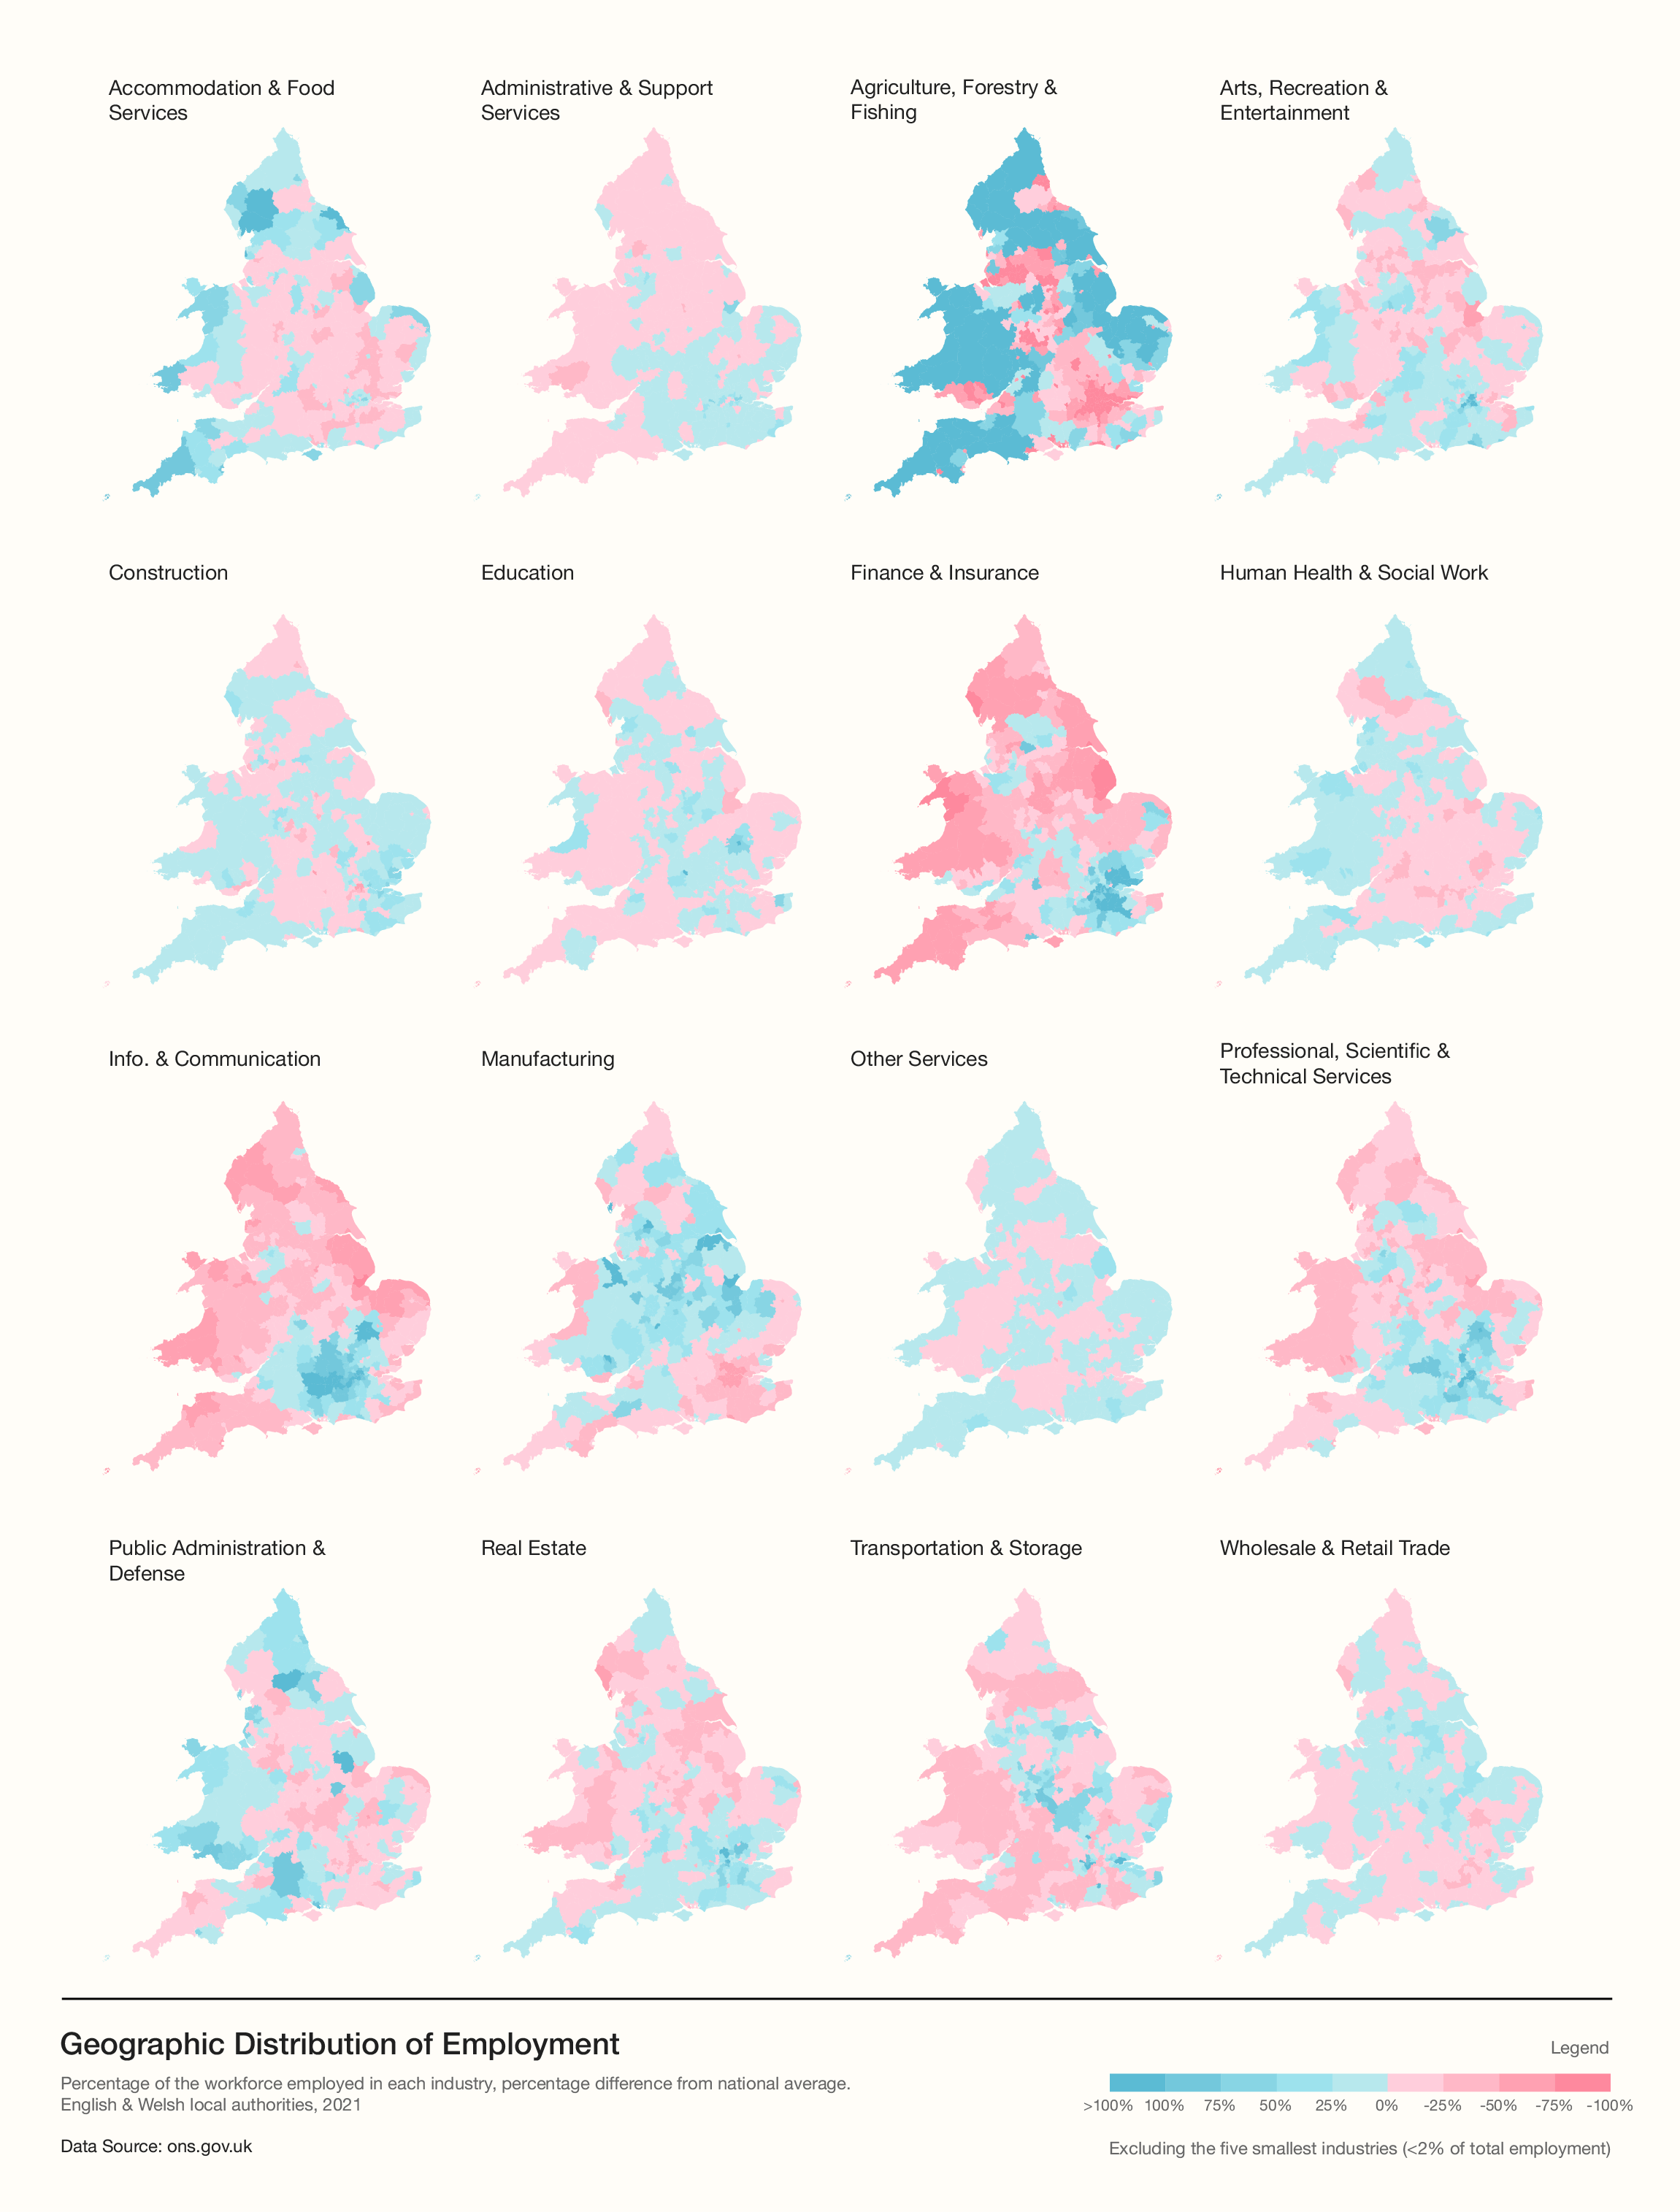 Accommodation & Food
Services
Administrative & Support
Services
Agriculture, Forestry &
Fishing
Arts, Recreation &
Entertainment
Construction
Education
Finance & Insurance
Human Health & Social Work
Info. & Communication
Manufacturing
Other Services
Professional, Scientific &
Technical Services
Public Administration &
Defense
Real Estate
Transportation & Storage
Wholesale & Retail Trade
Geographic Distribution of Employment
Percentage of the workforce employed in each industry, percentage difference from national average.
English & Welsh local authorities, 2021
Data Source: ons.gov.uk
Legend
>100% 100% 75% 50% 25% 0% -25% -50% -75% -100%
Excluding the five smallest industries (<2% of total employment)